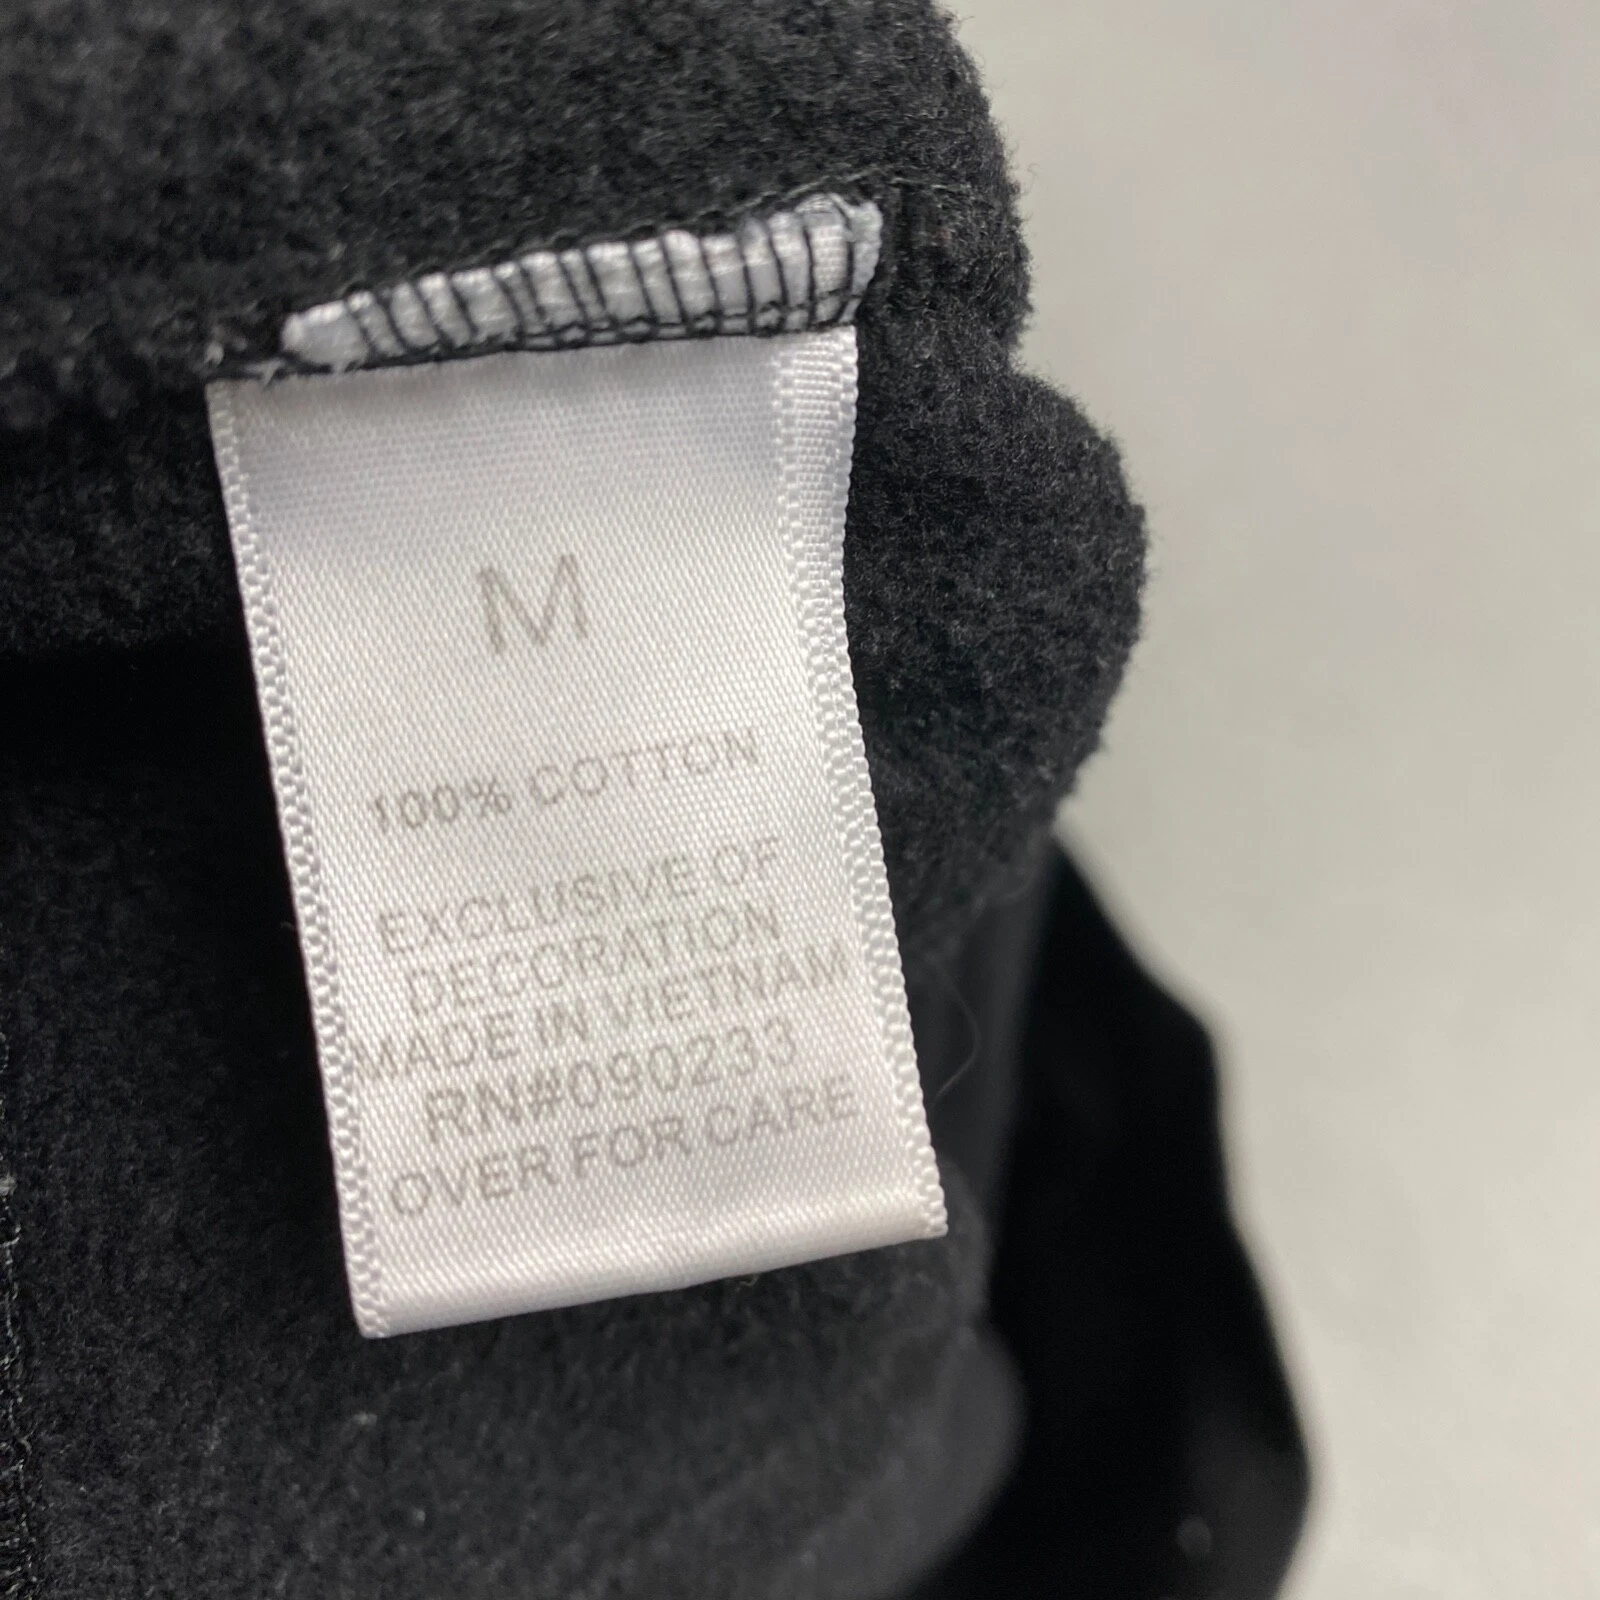 M
100% COTTON
EXCLUSIVE OF
DECORATION
MADE IN VIETNAM
RN#090233
OVER FOR CARE